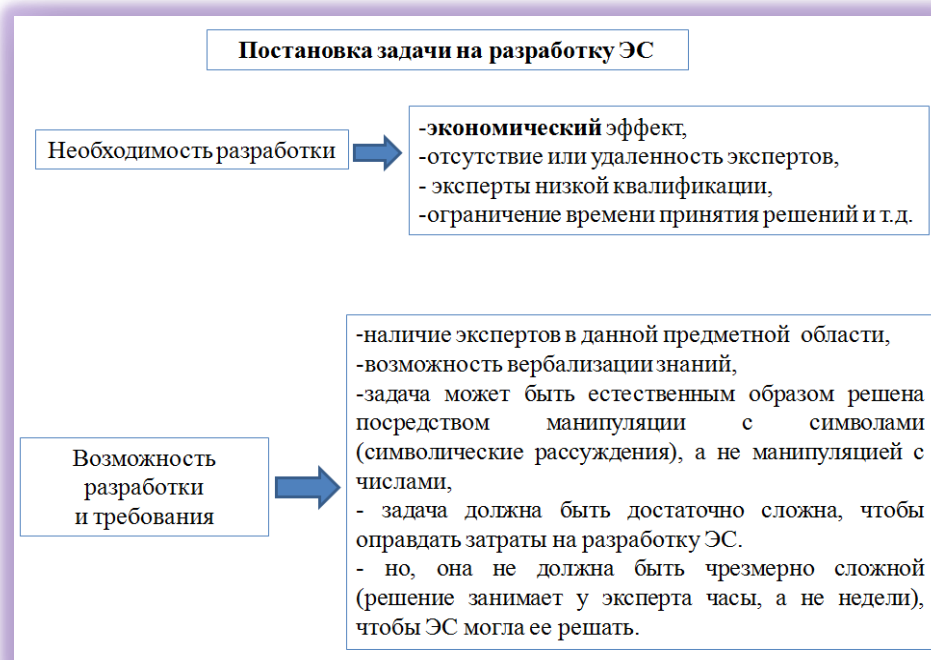 Постановка задачи на разработку ЭС
Необходимость разработки
-экономический эффект,
-отсутствие или удаленность экспертов,
- эксперты низкой квалификации,
-ограничение времени принятия решений и т.д.
Возможность
разработки
и требования
-наличие экспертов в данной предметной области,
-возможность вербализации знаний,
-задача может быть естественным образом решена
посредством манипуляции с символами
(символические рассуждения), а не манипуляцией с
числами,
- задача должна быть достаточно сложна, чтобы
оправдать затраты на разработку ЭС.
- но, она не должна быть чрезмерно сложной
(решение занимает у эксперта часы, а не недели),
чтобы ЭС могла ее решать.